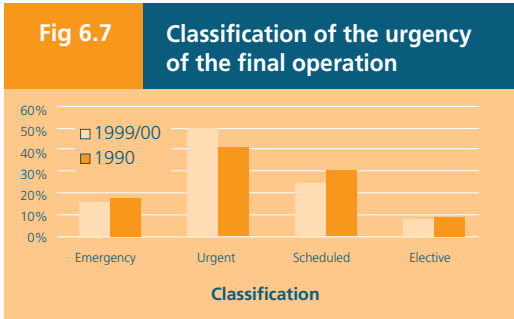 Fig 6.7
Classification of the urgency
of the final operation
60%
50%
40%
30%
20%
10%
0%
1999/00
1990
Emergency Urgent Scheduled Elective
Classification